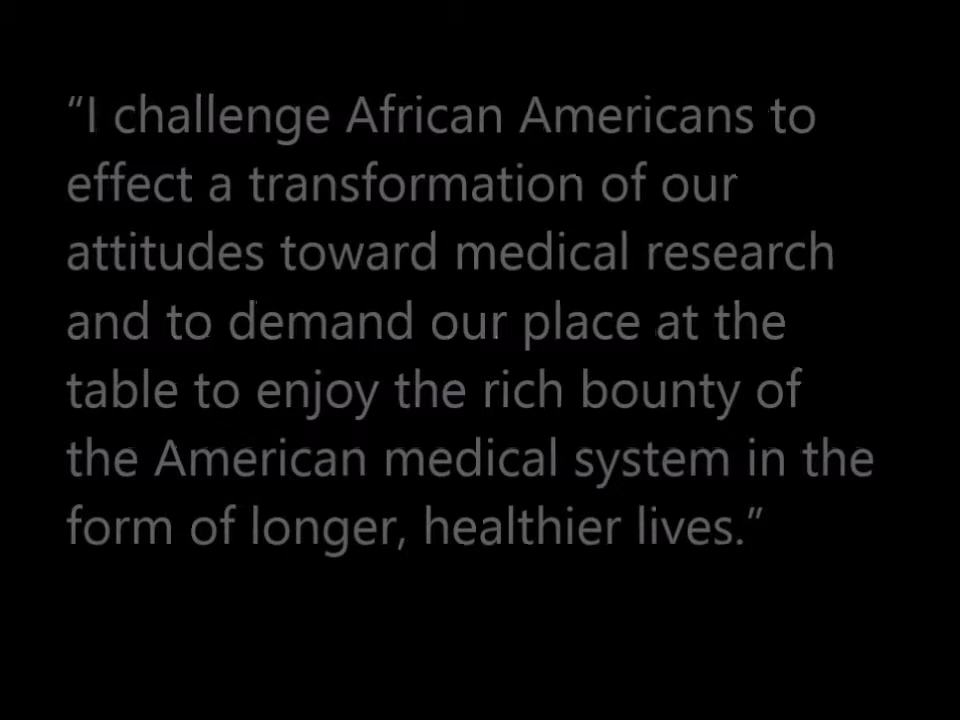 “I challenge African Americans to
effect a transformation of our
attitudes toward medical research
and to demand our place at the
table to enjoy the rich bounty of
the American medical system in the
form of longer, healthier lives.”